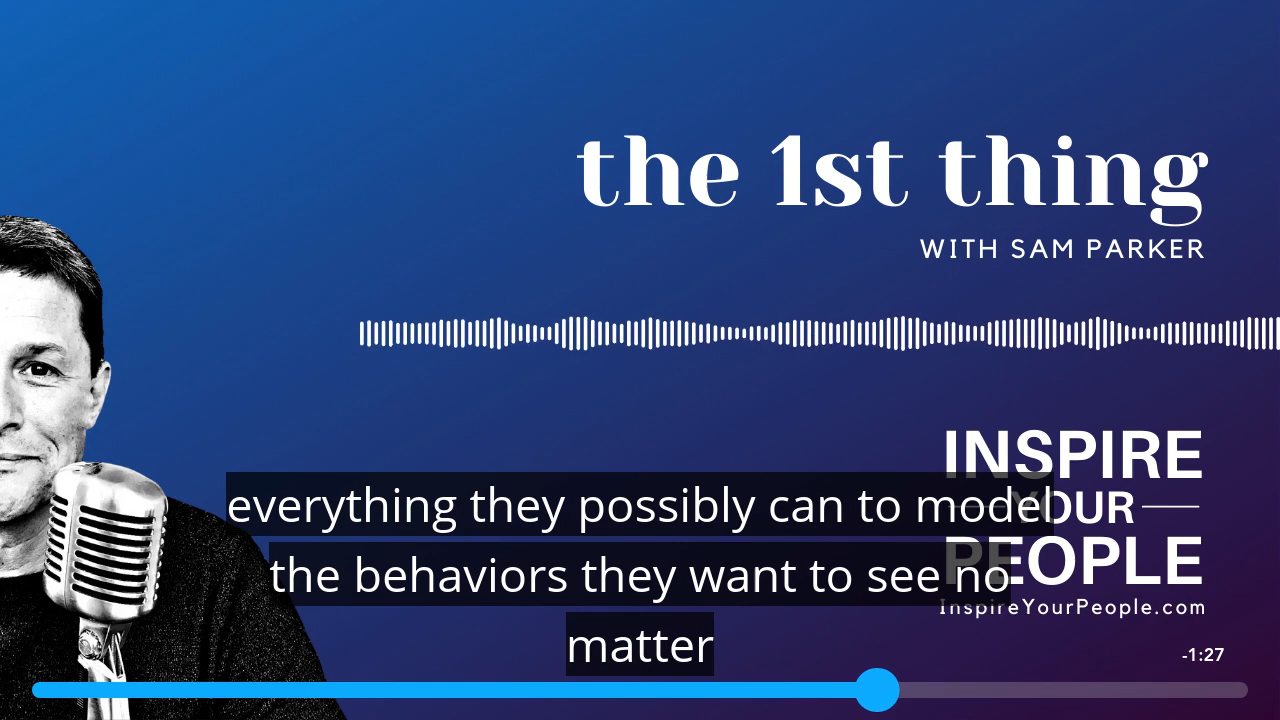 the 1st thing
WITH SAM PARKER
INSPIRE
YOUR
PEOPLE
InspireYourPeople.com
everything they possibly can to model
the behaviors they want to see no
matter
-1:27